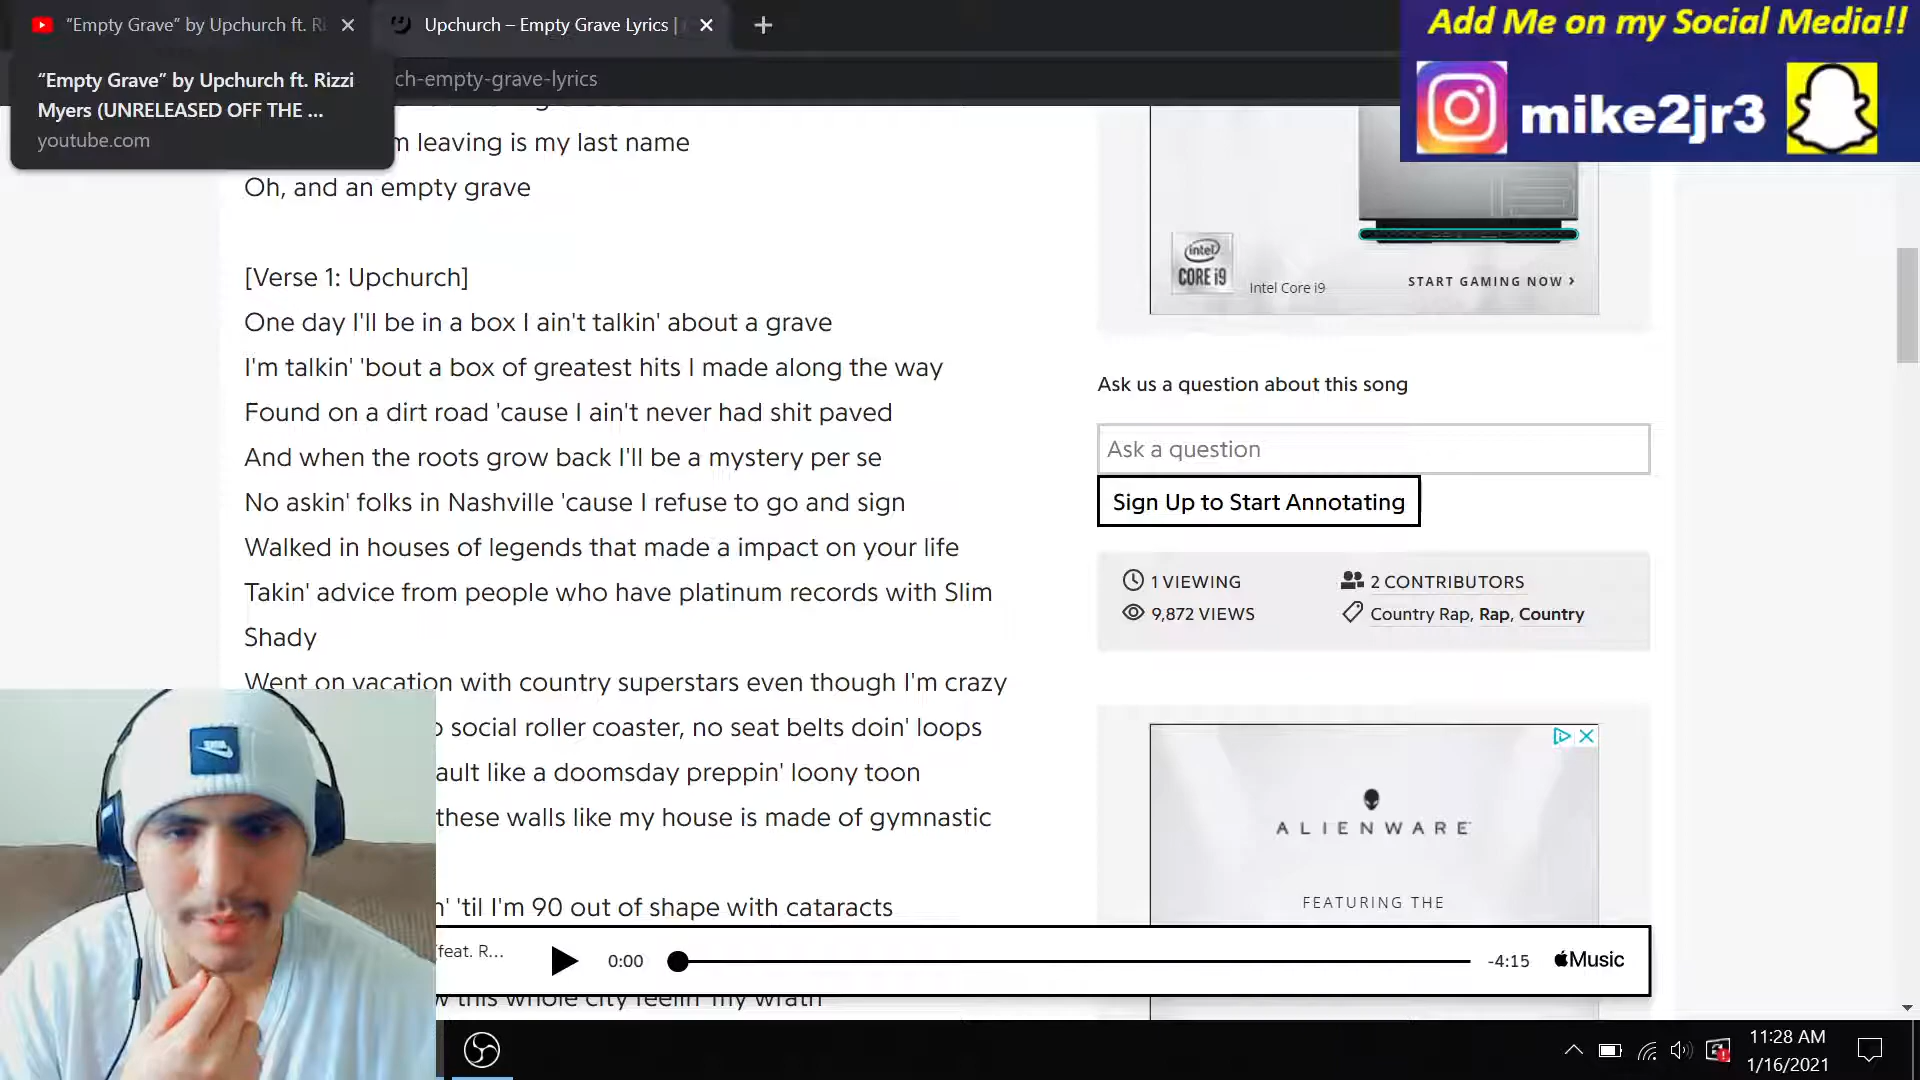 "Empty Grave" by Upchurch ft. Ri
Upchurch – Empty Grave Lyrics |
Add Me on my Social Media!!
mike2jr3
"Empty Grave" by Upchurch ft. Rizzi
Myers (UNRELEASED OFF THE ...
youtube.com
ch-empty-grave-lyrics
leaving is my last name
Oh, and an empty grave
[Verse 1: Upchurch]
One day I'll be in a box I ain't talkin' about a grave
I'm talkin' 'bout a box of greatest hits I made along the way
Found on a dirt road 'cause I ain't never had shit paved
And when the roots grow back I'll be a mystery per se
No askin' folks in Nashville 'cause I refuse to go and sign
Walked in houses of legends that made a impact on your life
Takin' advice from people who have platinum records with Slim
Shady
Went on vacation with country superstars even though I'm crazy
social roller coaster, no seat belts doin' loops
ault like a doomsday preppin' loony toon
these walls like my house is made of gymnastic
'til I'm 90 out of shape with cataracts
this whole city feelin' my wrath
(feat. R...
0:00
-4:15
Music
intel
CORE i9
Intel Core i9
START GAMING NOW >
Ask us a question about this song
Ask a question
Sign Up to Start Annotating
1 VIEWING
2 CONTRIBUTORS
9,872 VIEWS
Country Rap, Rap, Country
ALIENWARE
FEATURING THE
11:28 AM
1/16/2021